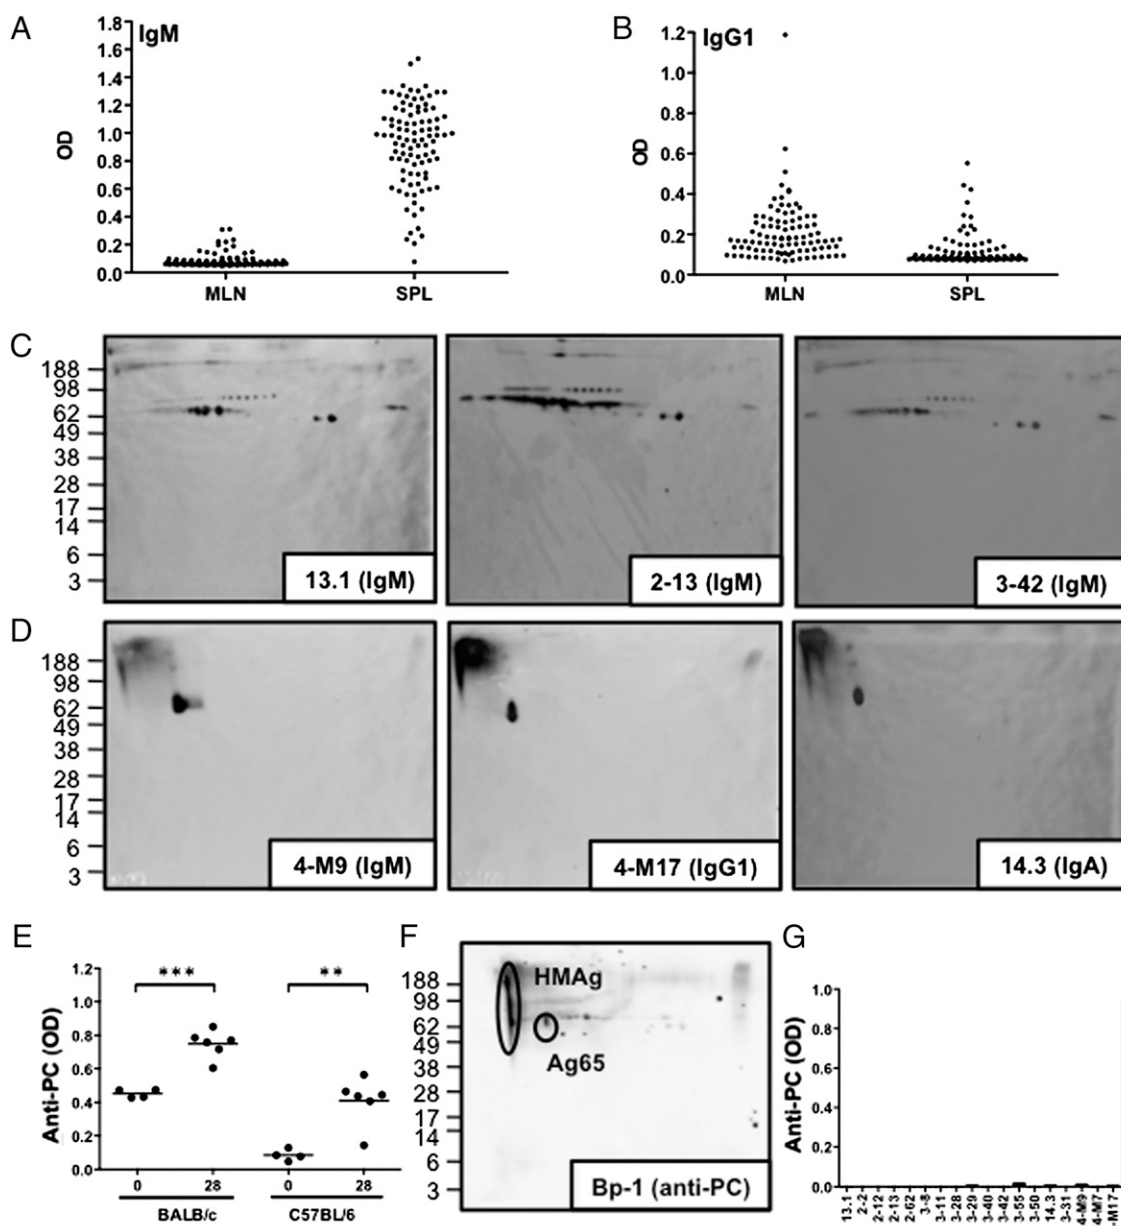 A
IgM
1.8
1.6
1.4
1.2
1.0
0.8
0.6
0.4
0.2
0.0
OD
MLN
SPL
B
IgG1
1.2
1.0
0.8
0.6
0.4
0.2
0.0
OD
MLN
SPL
C
188
98
62
49
38
28
17
14
6
3
13.1 (IgM)
2-13 (IgM)
3-42 (IgM)
D
188
98
62
49
38
28
17
14
6
3
4-M9 (IgM)
4-M17 (IgG1)
14.3 (IgA)
E
1.2
1.0
0.8
0.6
0.4
0.2
0.0
Anti-PC (OD)
***
**
0 28 0 28
BALB/c C57BL/6
F
188
98
62
49
38
28
17
14
6
3
HMAg
Ag65
Bp-1 (anti-PC)
G
1.0
0.8
0.6
0.4
0.2
0.0
Anti-PC (OD)
13.1
2-2
2-12
2-13
2-62
3-8
3-11
3-28
3-29
3-40
3-42
3-55
3-50
14.3
3-31
4-M9
4-M7
-M17